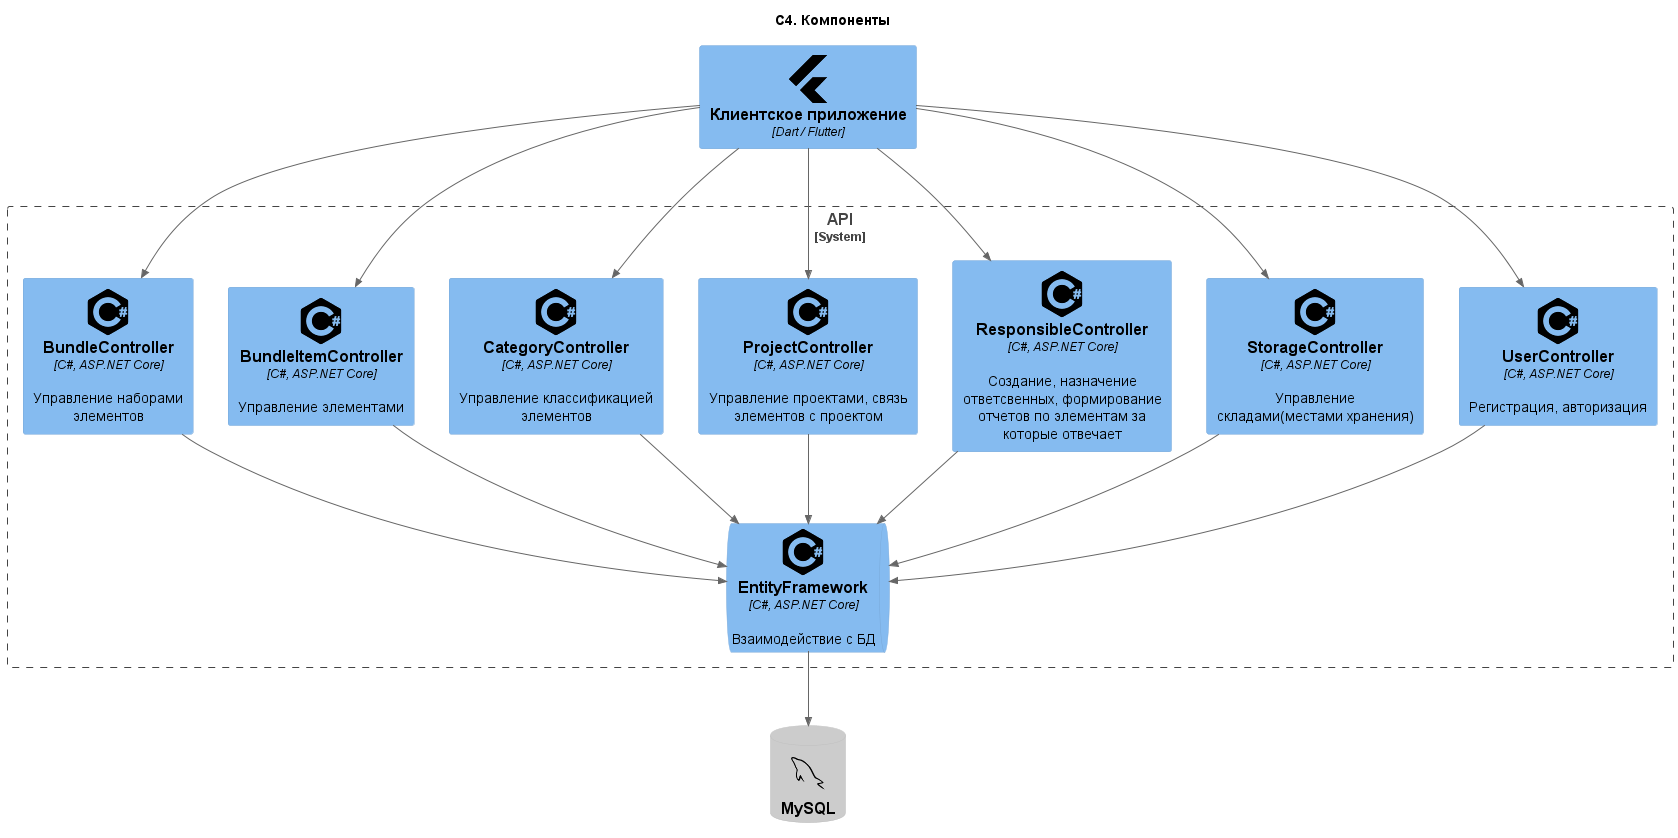 C4. Компоненты
Клиентское приложение
[Dart / Flutter]
API
[System]
BundleController
[C#, ASP.NET Core]
Управление наборами
элементов
BundleItemController
[C#, ASP.NET Core]
Управление элементами
CategoryController
[C#, ASP.NET Core]
Управление классификацией
элементов
ProjectController
[C#, ASP.NET Core]
Управление проектами, связь
элементов с проектом
ResponsibleController
[C#, ASP.NET Core]
Создание, назначение
ответсвенных, формирование
отчетов по элементам за
которые отвечает
StorageController
[C#, ASP.NET Core]
Управление
складами(местами хранения)
UserController
[C#, ASP.NET Core]
Регистрация, авторизация
EntityFramework
[C#, ASP.NET Core]
Взаимодействие с БД
MySQL